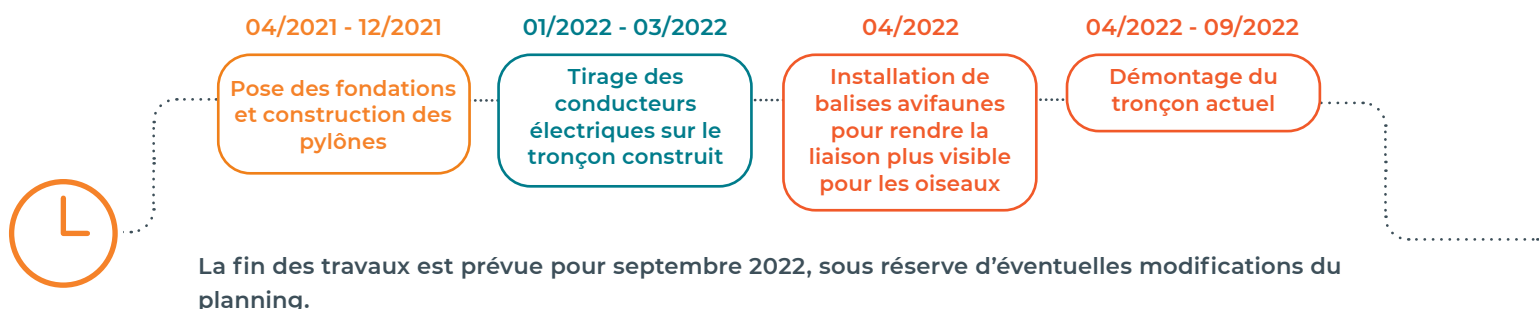 04/2021 - 12/2021
Pose des fondations
et construction des
pylônes
01/2022 - 03/2022
Tirage des
conducteurs
électriques sur le
tronçon construit
04/2022
Installation de
balises avifaunes
pour rendre la
liaison plus visible
pour les oiseaux
04/2022 - 09/2022
Démontage du
tronçon actuel
La fin des travaux est prévue pour septembre 2022, sous réserve d’éventuelles modifications du
planning.